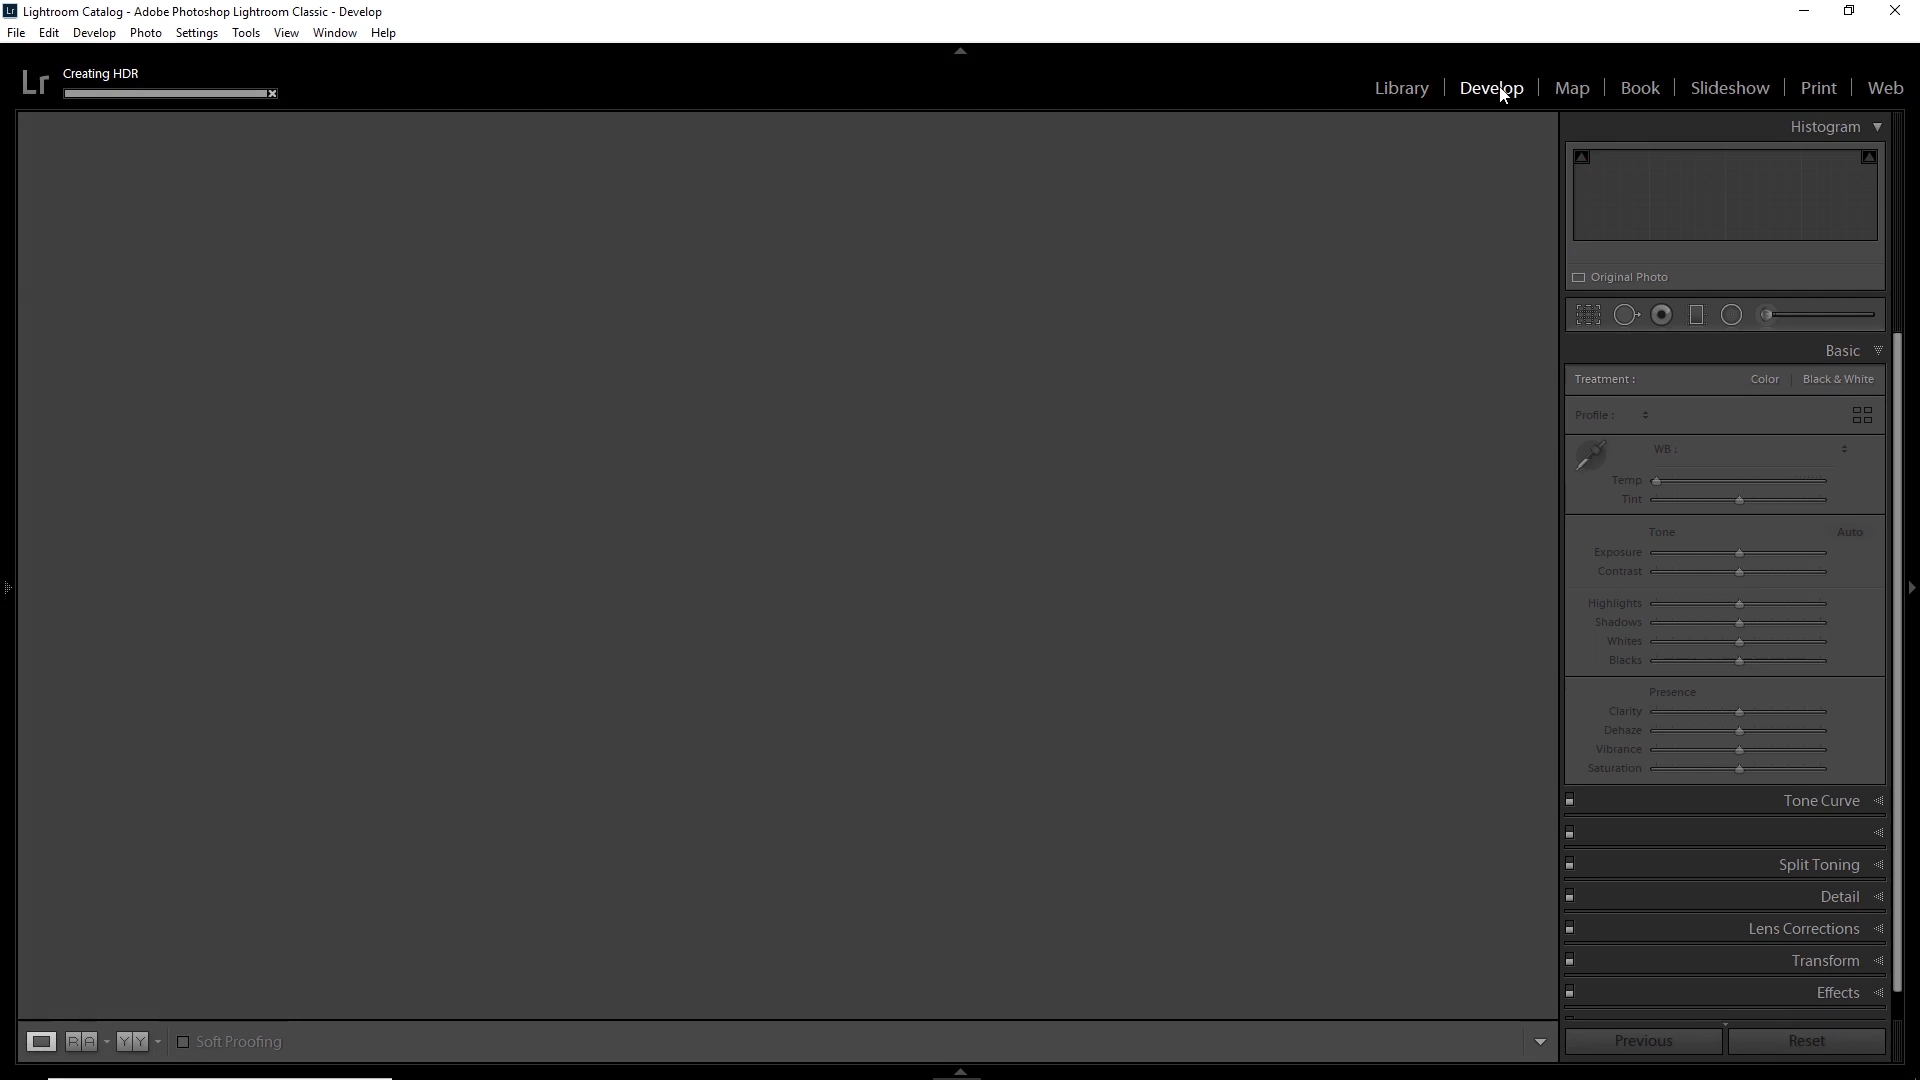 Lr Lightroom Catalog - Adobe Photoshop Lightroom Classic - Develop
File Edit Develop Photo Settings Tools View Window Help
Lr Creating HDR
Library Develop Map Book Slideshow Print Web
Histogram
Original Photo
Basic
Treatment : Color Black & White
Profile :
WB :
Temp
Tint
Tone Auto
Exposure
Contrast
Highlights
Shadows
Whites
Blacks
Presence
Clarity
Dehaze
Vibrance
Saturation
Tone Curve
Split Toning
Detail
Lens Corrections
Transform
Effects
R A Y Y Soft Proofing
Previous Reset